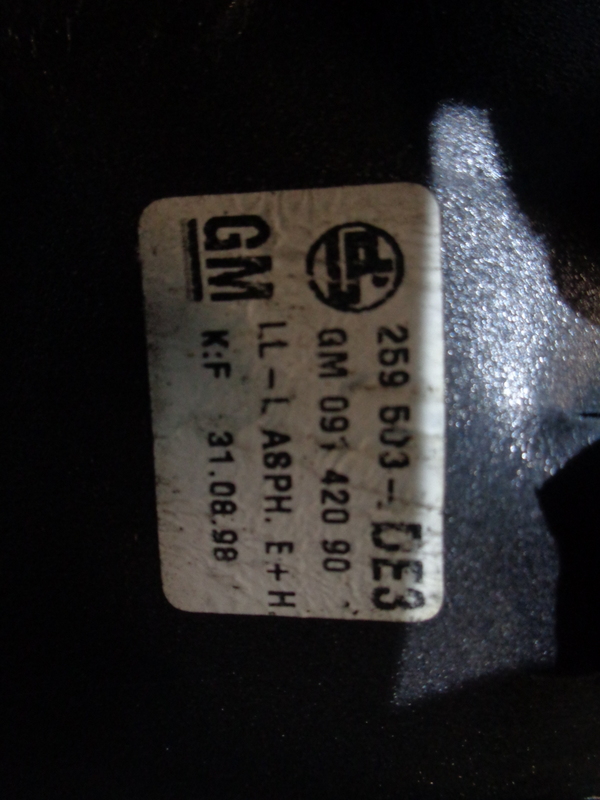 259 503-. DE3
GM 091 420 90
LL-L ASPH. E+H
K:F 31.08.98
GM